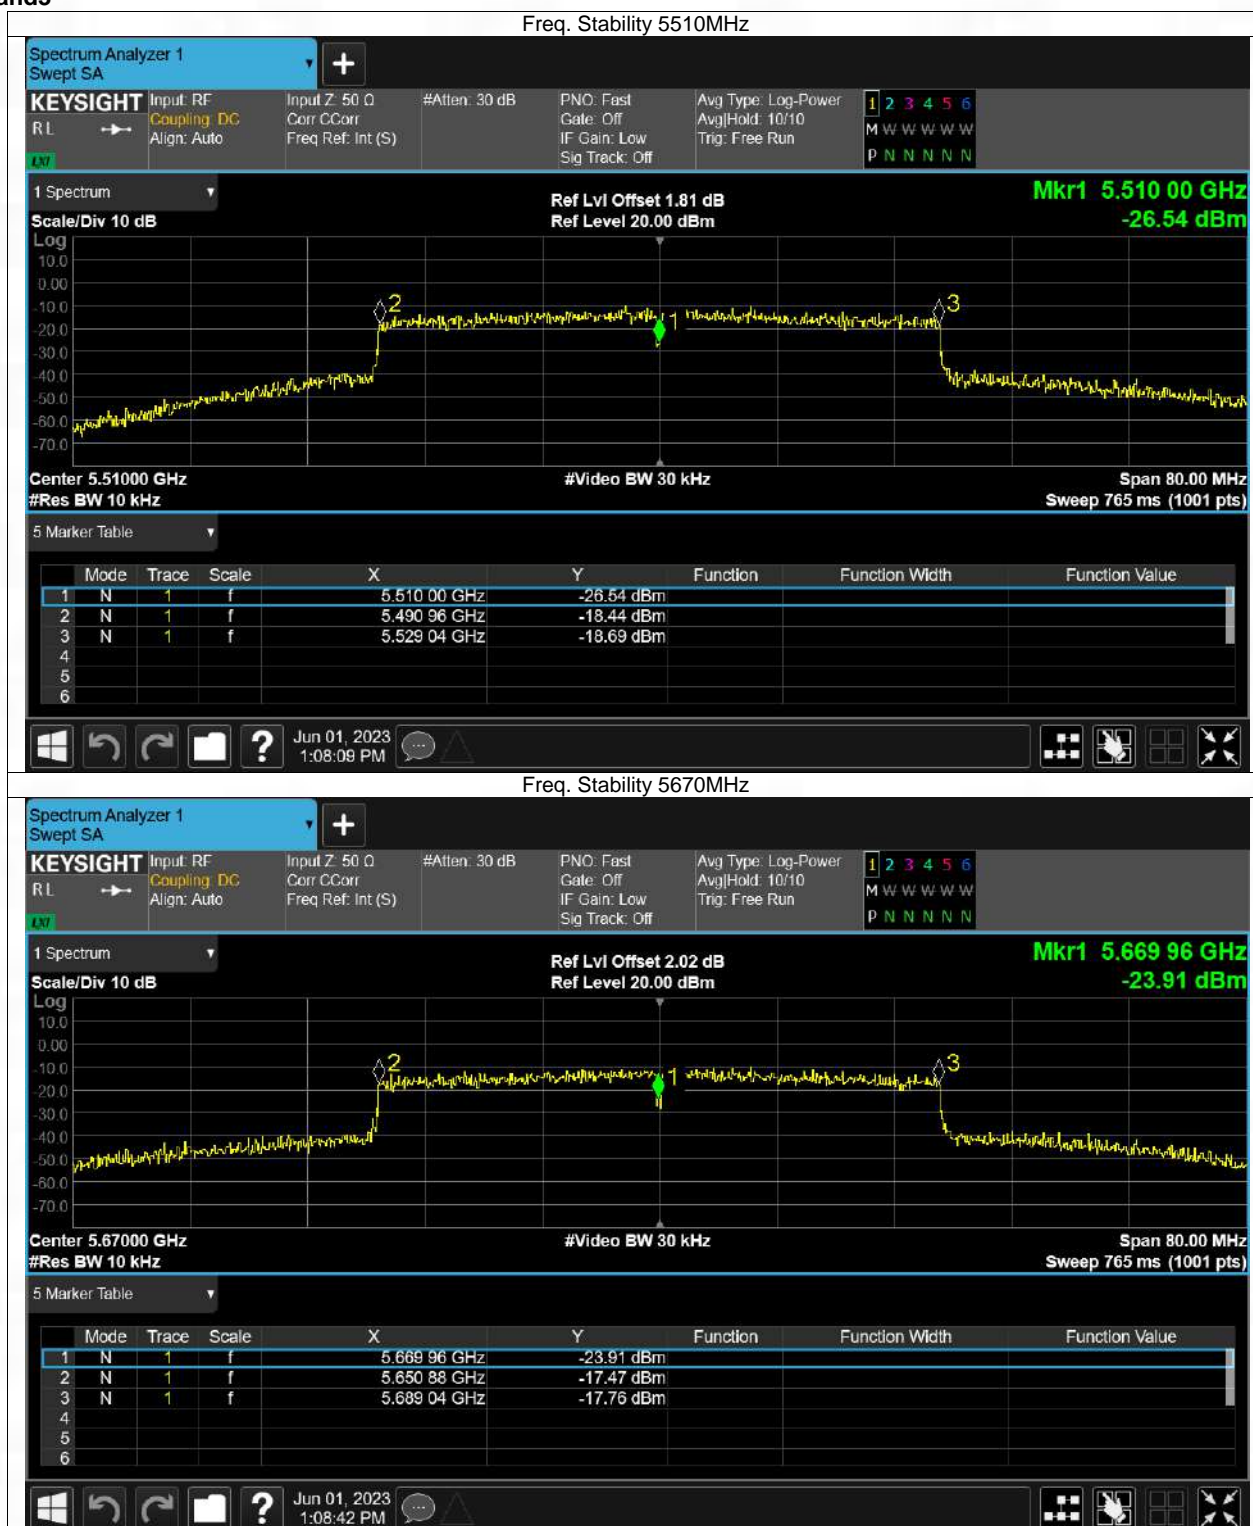 Freq. Stability 5510MHz
Spectrum Analyzer 1
Swept SA
KEYSIGHT
RL
LXI
Input: RF
Coupling: DC
Align: Auto
Input Z: 50 Ω
Corr CCorr
Freq Ref: Int (S)
#Atten: 30 dB
PNO: Fast
Gate: Off
IF Gain: Low
Sig Track: Off
Avg Type: Log-Power
Avg|Hold: 10/10
Trig: Free Run
1 2 3 4 5 6
M W W W W W
P N N N N N
1 Spectrum
Scale/Div 10 dB
Ref Lvl Offset 1.81 dB
Ref Level 20.00 dBm
Mkr1 5.510 00 GHz
-26.54 dBm
Log
10.0
0.00
-10.0
-20.0
-30.0
-40.0
-50.0
-60.0
-70.0
2
1
3
Center 5.51000 GHz
#Video BW 30 kHz
Span 80.00 MHz
#Res BW 10 kHz
Sweep 765 ms (1001 pts)
5 Marker Table
Mode Trace Scale X Y Function Function Width Function Value
1 N 1 f 5.510 00 GHz -26.54 dBm
2 N 1 f 5.490 96 GHz -18.44 dBm
3 N 1 f 5.529 04 GHz -18.69 dBm
4
5
6
?
Jun 01, 2023
1:08:09 PM
Freq. Stability 5670MHz
Spectrum Analyzer 1
Swept SA
KEYSIGHT
RL
LXI
Input: RF
Coupling: DC
Align: Auto
Input Z: 50 Ω
Corr CCorr
Freq Ref: Int (S)
#Atten: 30 dB
PNO: Fast
Gate: Off
IF Gain: Low
Sig Track: Off
Avg Type: Log-Power
Avg|Hold: 10/10
Trig: Free Run
1 2 3 4 5 6
M W W W W W
P N N N N N
1 Spectrum
Scale/Div 10 dB
Ref Lvl Offset 2.02 dB
Ref Level 20.00 dBm
Mkr1 5.669 96 GHz
-23.91 dBm
Log
10.0
0.00
-10.0
-20.0
-30.0
-40.0
-50.0
-60.0
-70.0
2
1
3
Center 5.67000 GHz
#Video BW 30 kHz
Span 80.00 MHz
#Res BW 10 kHz
Sweep 765 ms (1001 pts)
5 Marker Table
Mode Trace Scale X Y Function Function Width Function Value
1 N 1 f 5.669 96 GHz -23.91 dBm
2 N 1 f 5.650 88 GHz -17.47 dBm
3 N 1 f 5.689 04 GHz -17.76 dBm
4
5
6
?
Jun 01, 2023
1:08:42 PM